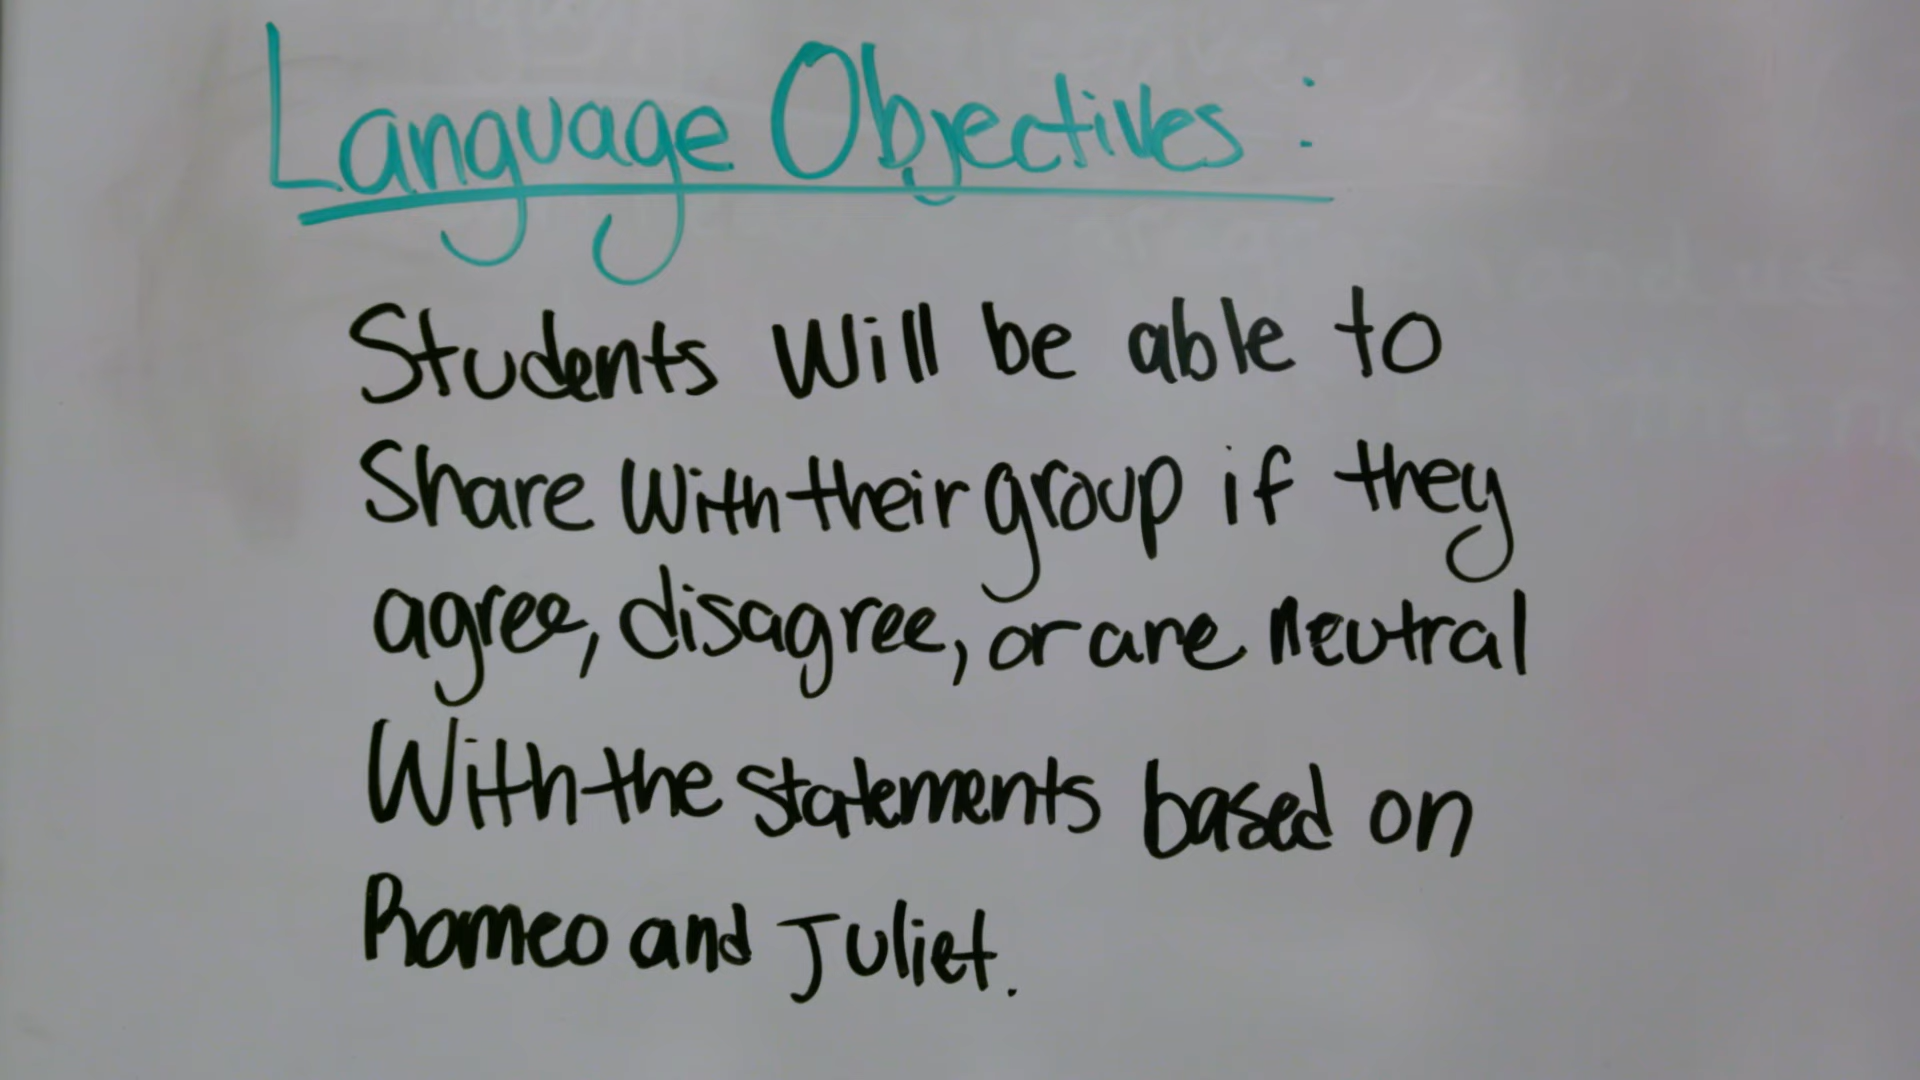 Language Objectives:
Students will be able to
Share with their group if they
agree, disagree, or are neutral
With the statements based on
Romeo and Juliet.